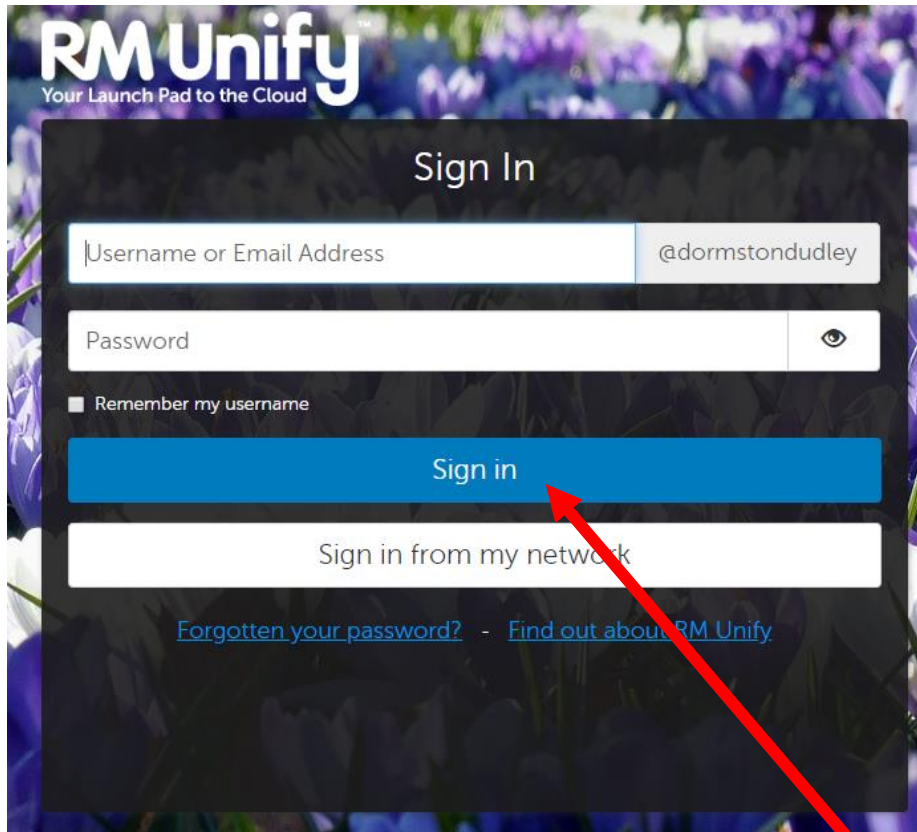 RM Unify™
Your Launch Pad to the Cloud
Sign In
Username or Email Address @dormstondudley
Password
Remember my username
Sign in
Sign in from my network
Forgotten your password? - Find out about RM Unify